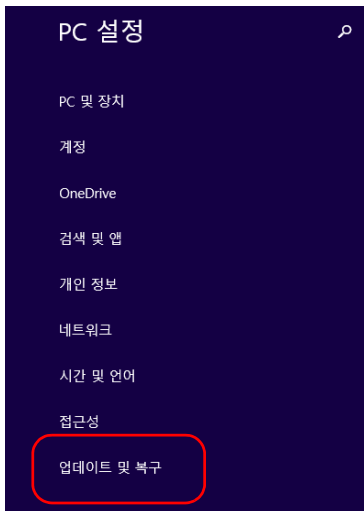 PC 설정
PC 및 장치
계정
OneDrive
검색 및 앱
개인 정보
네트워크
시간 및 언어
접근성
업데이트 및 복구